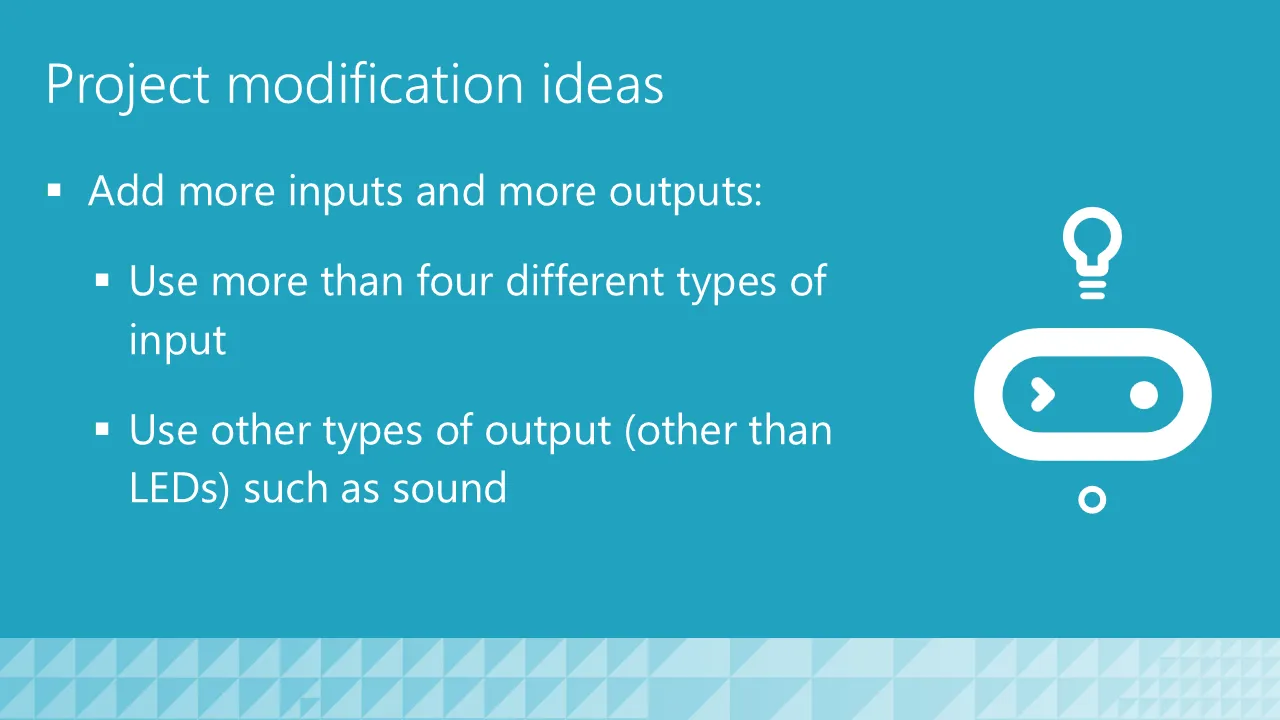 Project modification ideas
▪ Add more inputs and more outputs:
▪ Use more than four different types of
input
▪ Use other types of output (other than
LEDs) such as sound